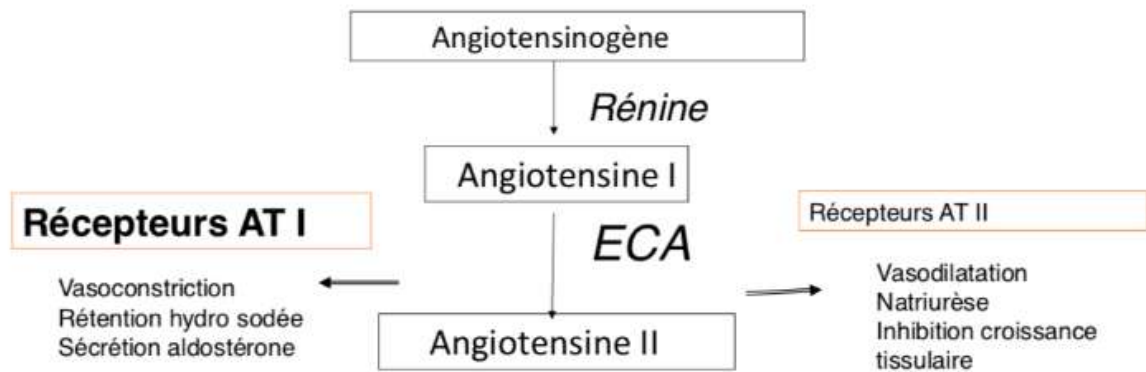 Angiotensinogène
Rénine
Angiotensine I
Récepteurs AT I
ECA
Récepteurs AT II
Vasoconstriction
Rétention hydro sodée
Sécrétion aldostérone
Angiotensine II
Vasodilatation
Natriurèse
Inhibition croissance
tissulaire